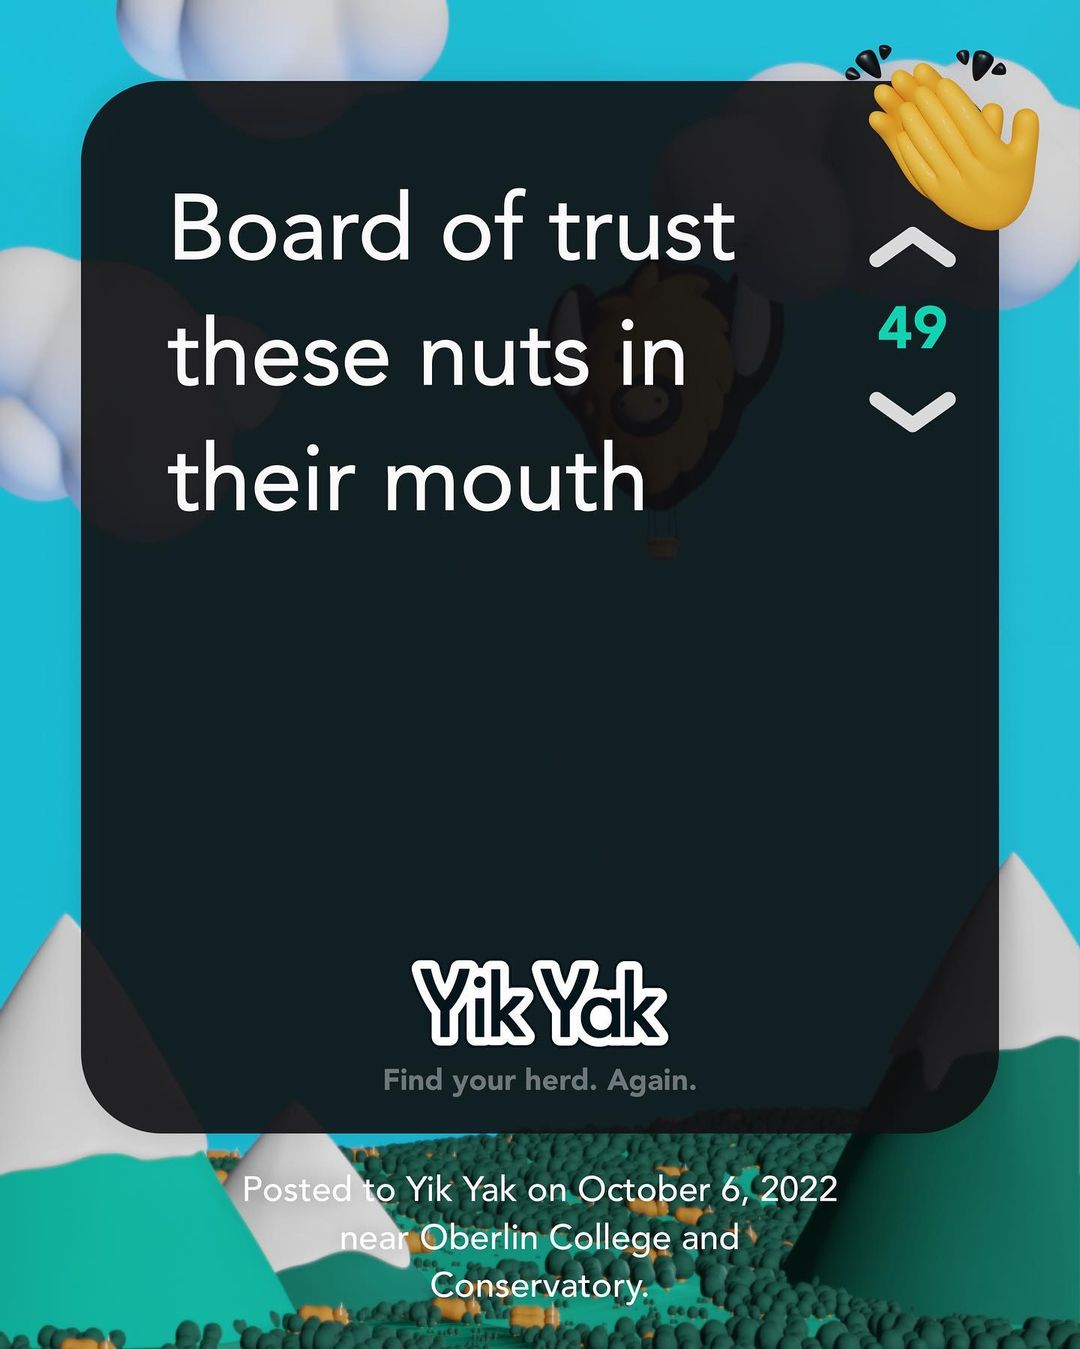 Board of trust
these nuts in
their mouth
49
Yik Yak
Find your herd. Again.
Posted to Yik Yak on October 6, 2022
near Oberlin College and
Conservatory.